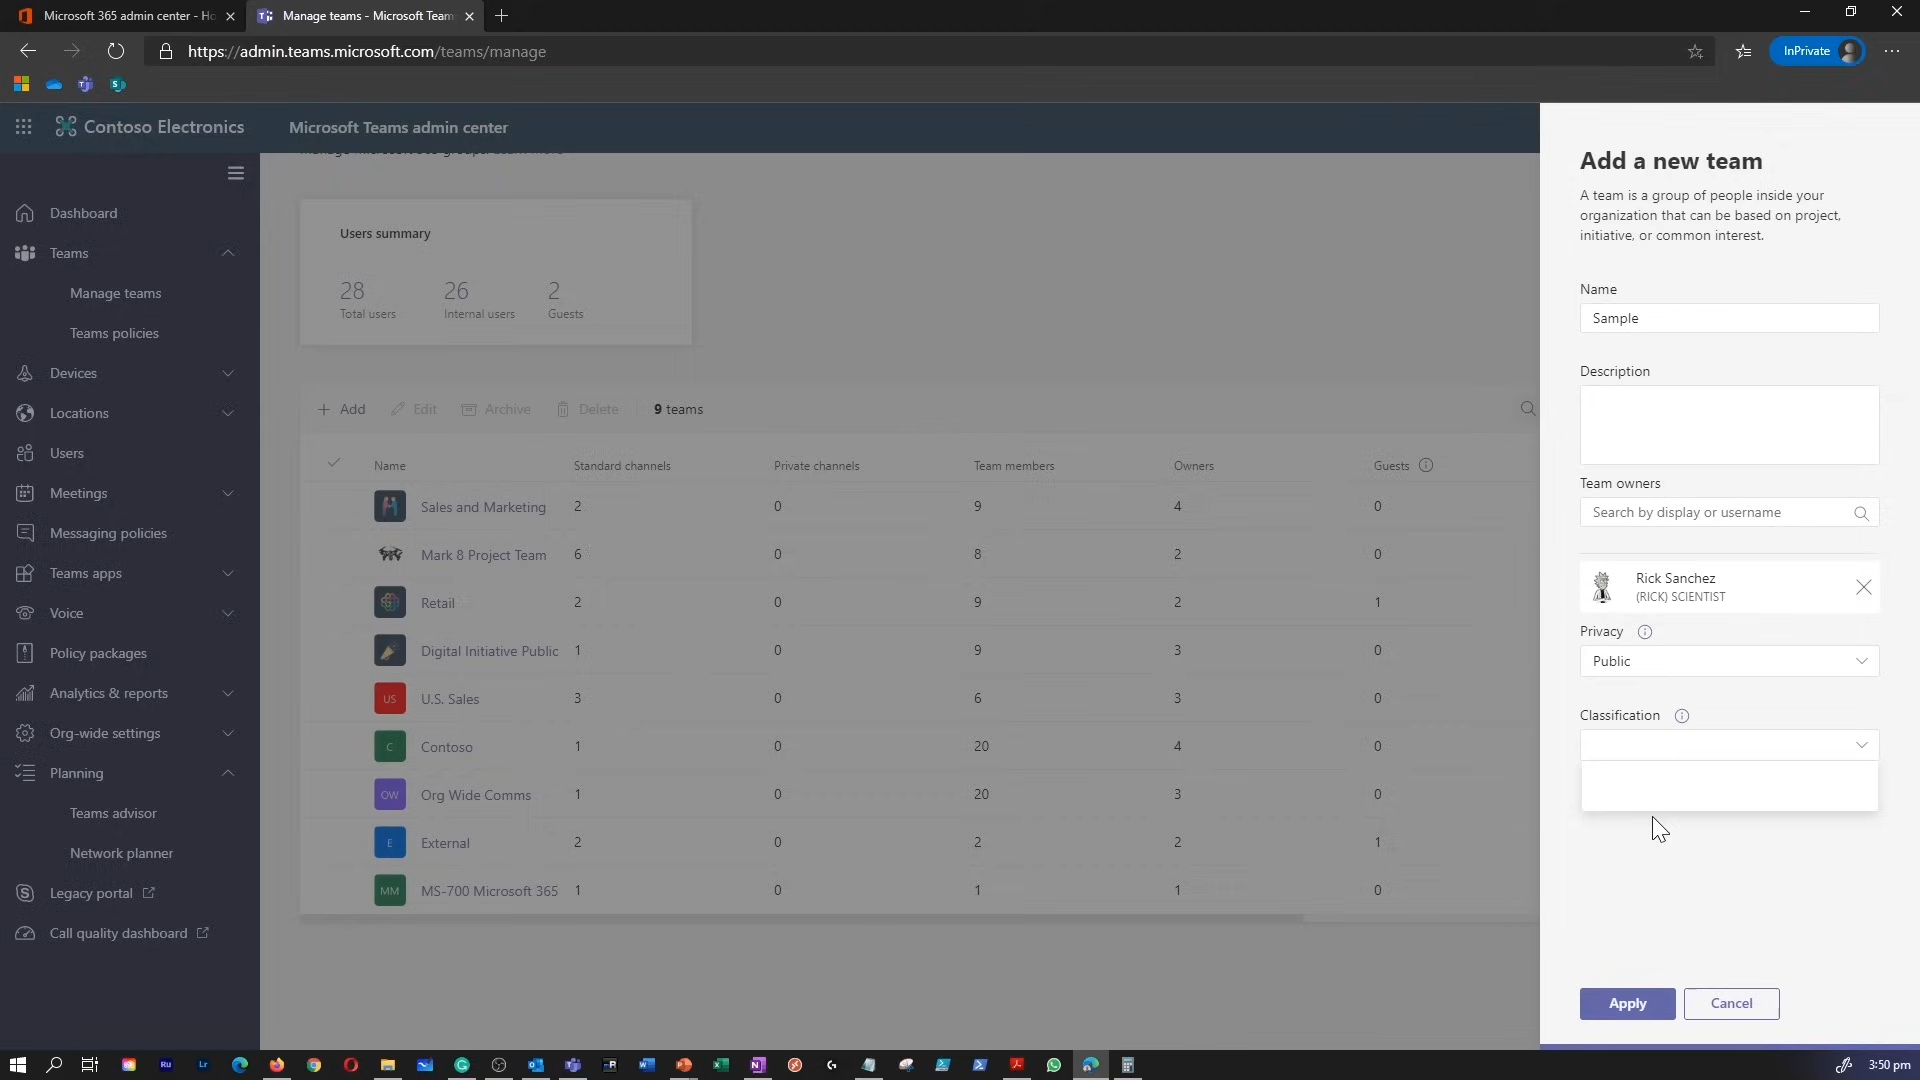 Microsoft 365 admin center - Ho
Manage teams - Microsoft Team
https://admin.teams.microsoft.com/teams/manage
InPrivate
Contoso Electronics
Microsoft Teams admin center
Dashboard
Teams
Manage teams
Teams policies
Devices
Locations
Users
Meetings
Messaging policies
Teams apps
Voice
Policy packages
Analytics & reports
Org-wide settings
Planning
Teams advisor
Network planner
Legacy portal
Call quality dashboard
Users summary
28 26 2
Total users Internal users Guests
Add Edit Archive Delete 9 teams
Name Standard channels Private channels Team members Owners Guests
Sales and Marketing 2 0 9 4 0
Mark 8 Project Team 6 0 8 2 0
Retail 2 0 9 2 1
Digital Initiative Public 1 0 9 3 0
US U.S. Sales 3 0 6 3 0
C Contoso 1 0 20 4 0
OW Org Wide Comms 1 0 20 3 0
E External 2 0 2 2 1
MM MS-700 Microsoft 365 1 0 1 1 0
Add a new team
A team is a group of people inside your
organization that can be based on project,
initiative, or common interest.
Name
Sample
Description
Team owners
Search by display or username
Rick Sanchez
(RICK) SCIENTIST
Privacy
Public
Classification
Apply Cancel
3:50 pm